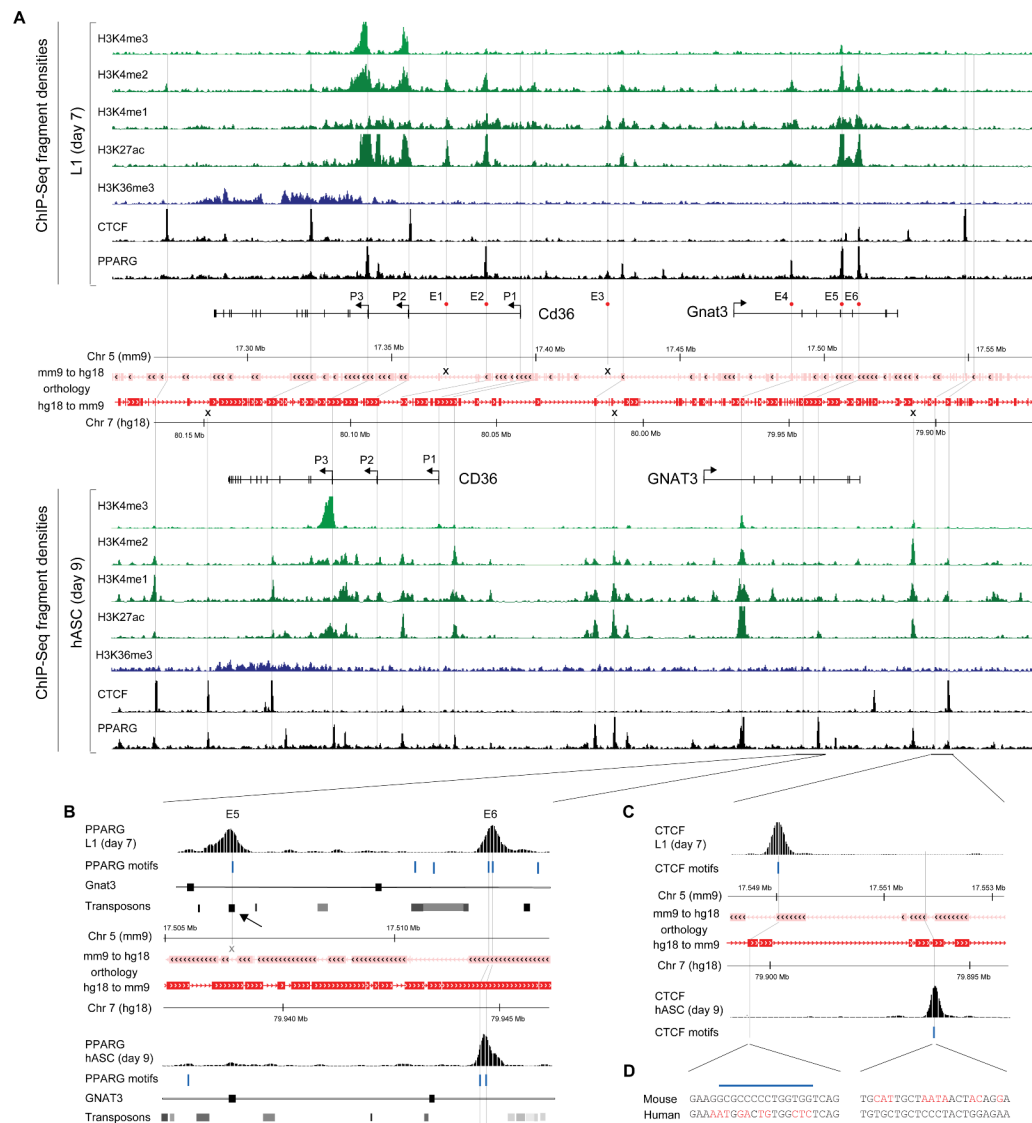 A
ChIP-Seq fragment densities
L1 (day 7)
H3K4me3
H3K4me2
H3K4me1
H3K27ac
H3K36me3
CTCF
PPARG
P3 P2 E1 E2 P1 E3 E4 E5 E6
Cd36 Gnat3
17.30 Mb 17.35 Mb 17.40 Mb 17.45 Mb 17.50 Mb 17.55 Mb
Chr 5 (mm9)
x x
mm9 to hg18
orthology
hg18 to mm9
x x x
Chr 7 (hg18)
80.15 Mb 80.10 Mb 80.05 Mb 80.00 Mb 79.95 Mb 79.90 Mb
P3 P2 P1
CD36 GNAT3
ChIP-Seq fragment densities
hASC (day 9)
H3K4me3
H3K4me2
H3K4me1
H3K27ac
H3K36me3
CTCF
PPARG
B
E5 E6
PPARG
L1 (day 7)
PPARG motifs
Gnat3
Transposons
17.505 Mb 17.510 Mb
Chr 5 (mm9)
x
mm9 to hg18
orthology
hg18 to mm9
Chr 7 (hg18)
79.940 Mb 79.945 Mb
PPARG
hASC (day 9)
PPARG motifs
GNAT3
Transposons
C
CTCF
L1 (day 7)
CTCF motifs
17.549 Mb 17.551 Mb 17.553 Mb
Chr 5 (mm9)
mm9 to hg18
orthology
hg18 to mm9
Chr 7 (hg18)
79.900 Mb 79.895 Mb
CTCF
hASC (day 9)
CTCF motifs
D
Mouse GAAGGCGCCCCCTGGTGGTCAG TGCATTGCTAATAACTACAGGA
Human GAAAATGGACTGTGGCTCTCAG TGTGCTGCTCCCTACTGGAGAA